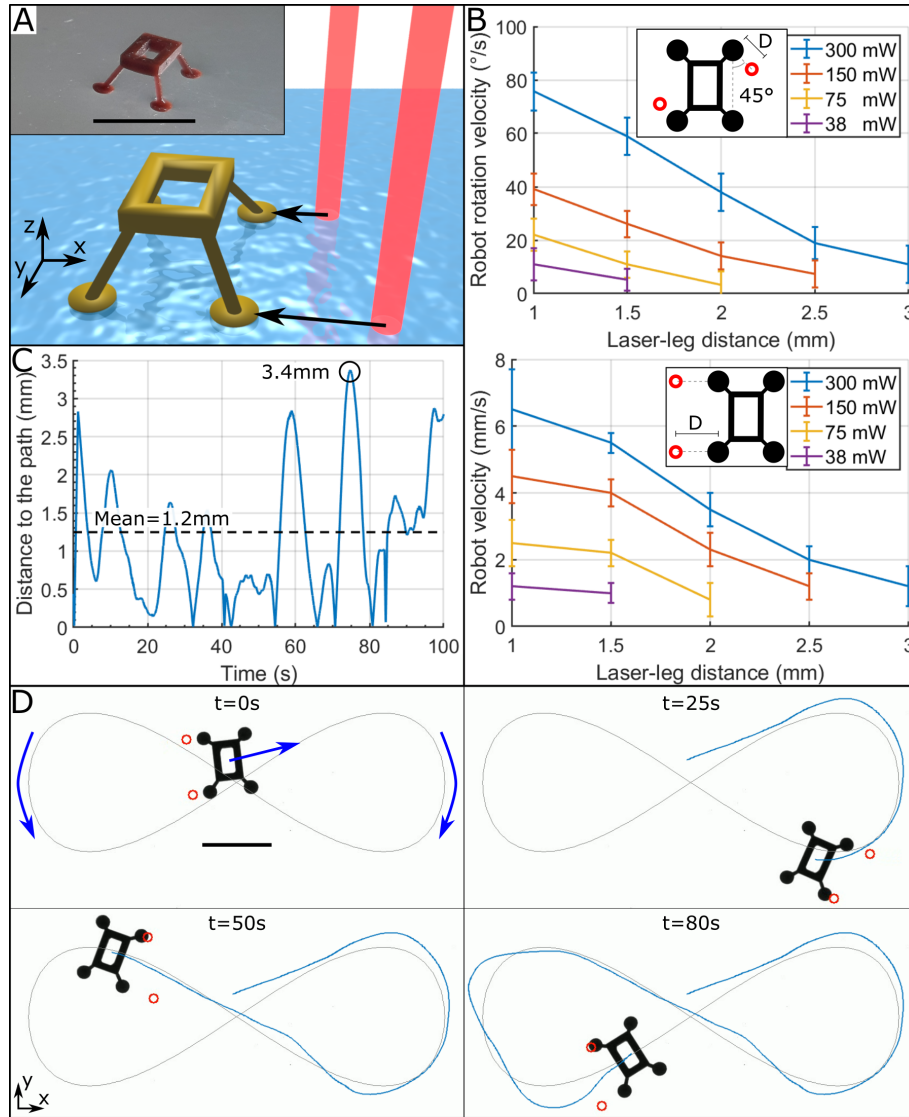 A
z
x
y
B
Robot rotation velocity (°/s)
100
80
60
40
20
0
1
1.5
2
2.5
3
Laser-leg distance (mm)
D
45°
300 mW
150 mW
75 mW
38 mW
C
Distance to the path (mm)
3.5
3
2.5
2
1.5
1
0.5
0
3.4mm
Mean=1.2mm
0
20
40
60
80
100
Time (s)
Robot velocity (mm/s)
8
6
4
2
0
1
1.5
2
2.5
3
Laser-leg distance (mm)
D
300 mW
150 mW
75 mW
38 mW
D
t=0s
t=25s
t=50s
t=80s
y
x